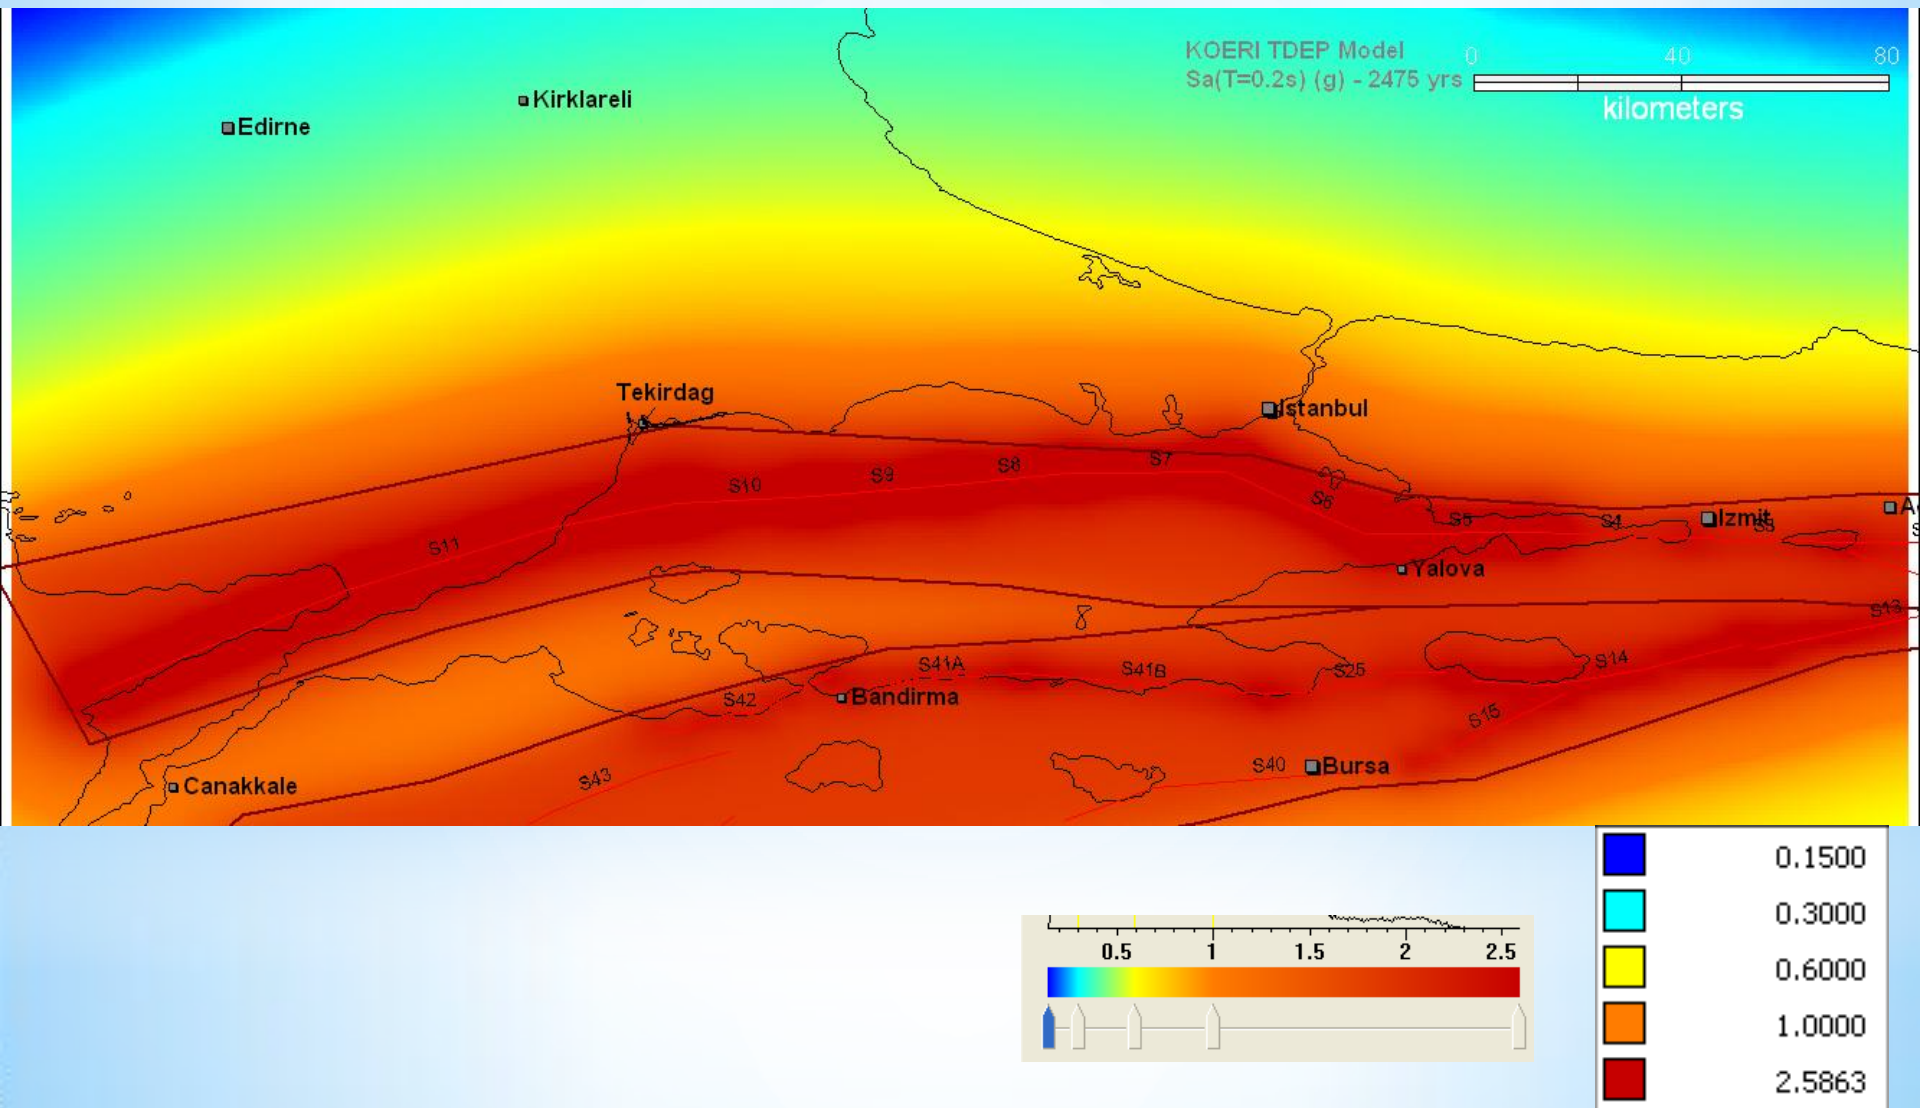 KOERI TDEP Model
Sa(T=0.2s) (g) - 2475 yrs
0 40 80
kilometers
Kirklareli
Edirne
Tekirdag
Istanbul
S7
S8
S9
S10
S6
S11
S5
S4
Izmit
S3
Yalova
S13
S41A
S41B
S25
S14
S42
Bandirma
S15
S43
S40
Bursa
Canakkale
0.5 1 1.5 2 2.5
0.1500
0.3000
0.6000
1.0000
2.5863